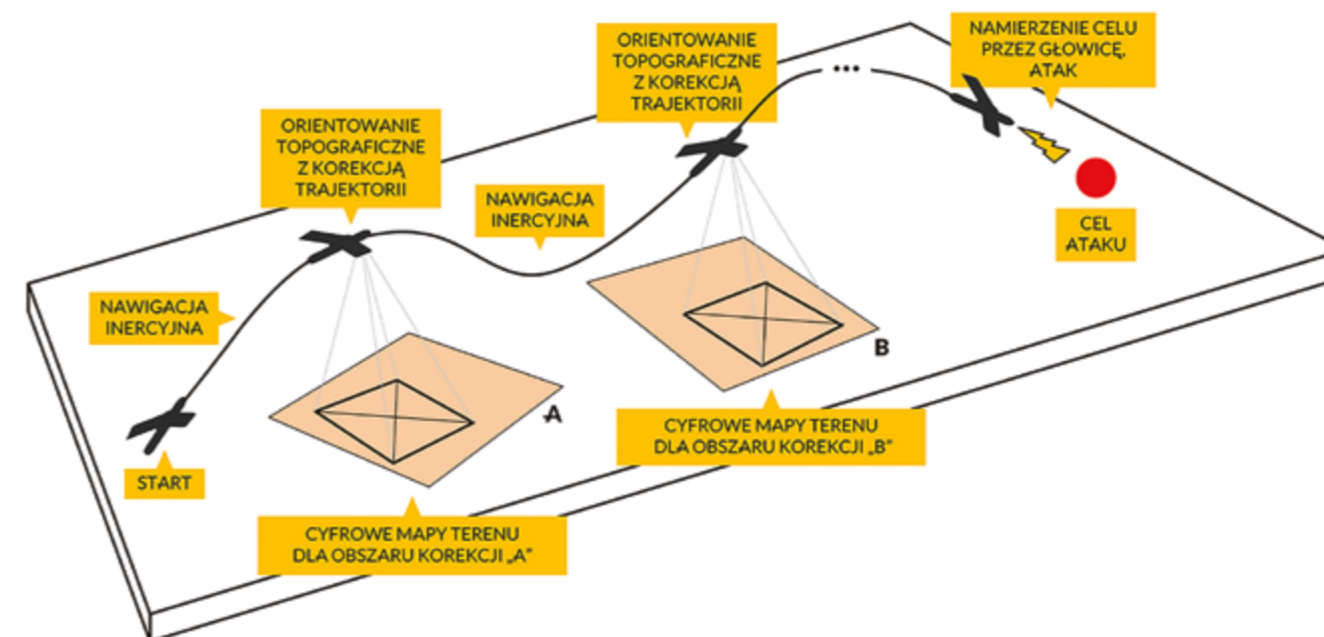 NAMIERZENIE CELU
PRZEZ GŁOWICĘ,
ATAK
ORIENTOWANIE
TOPOGRAFICZNE
Z KOREKCJĄ
TRAJEKTORII
...
ORIENTOWANIE
TOPOGRAFICZNE
Z KOREKCJĄ
TRAJEKTORII
NAWIGACJA
INERCYJNA
CEL
ATAKU
NAWIGACJA
INERCYJNA
B
A
CYFROWE MAPY TERENU
DLA OBSZARU KOREKCJI „B”
START
CYFROWE MAPY TERENU
DLA OBSZARU KOREKCJI „A”